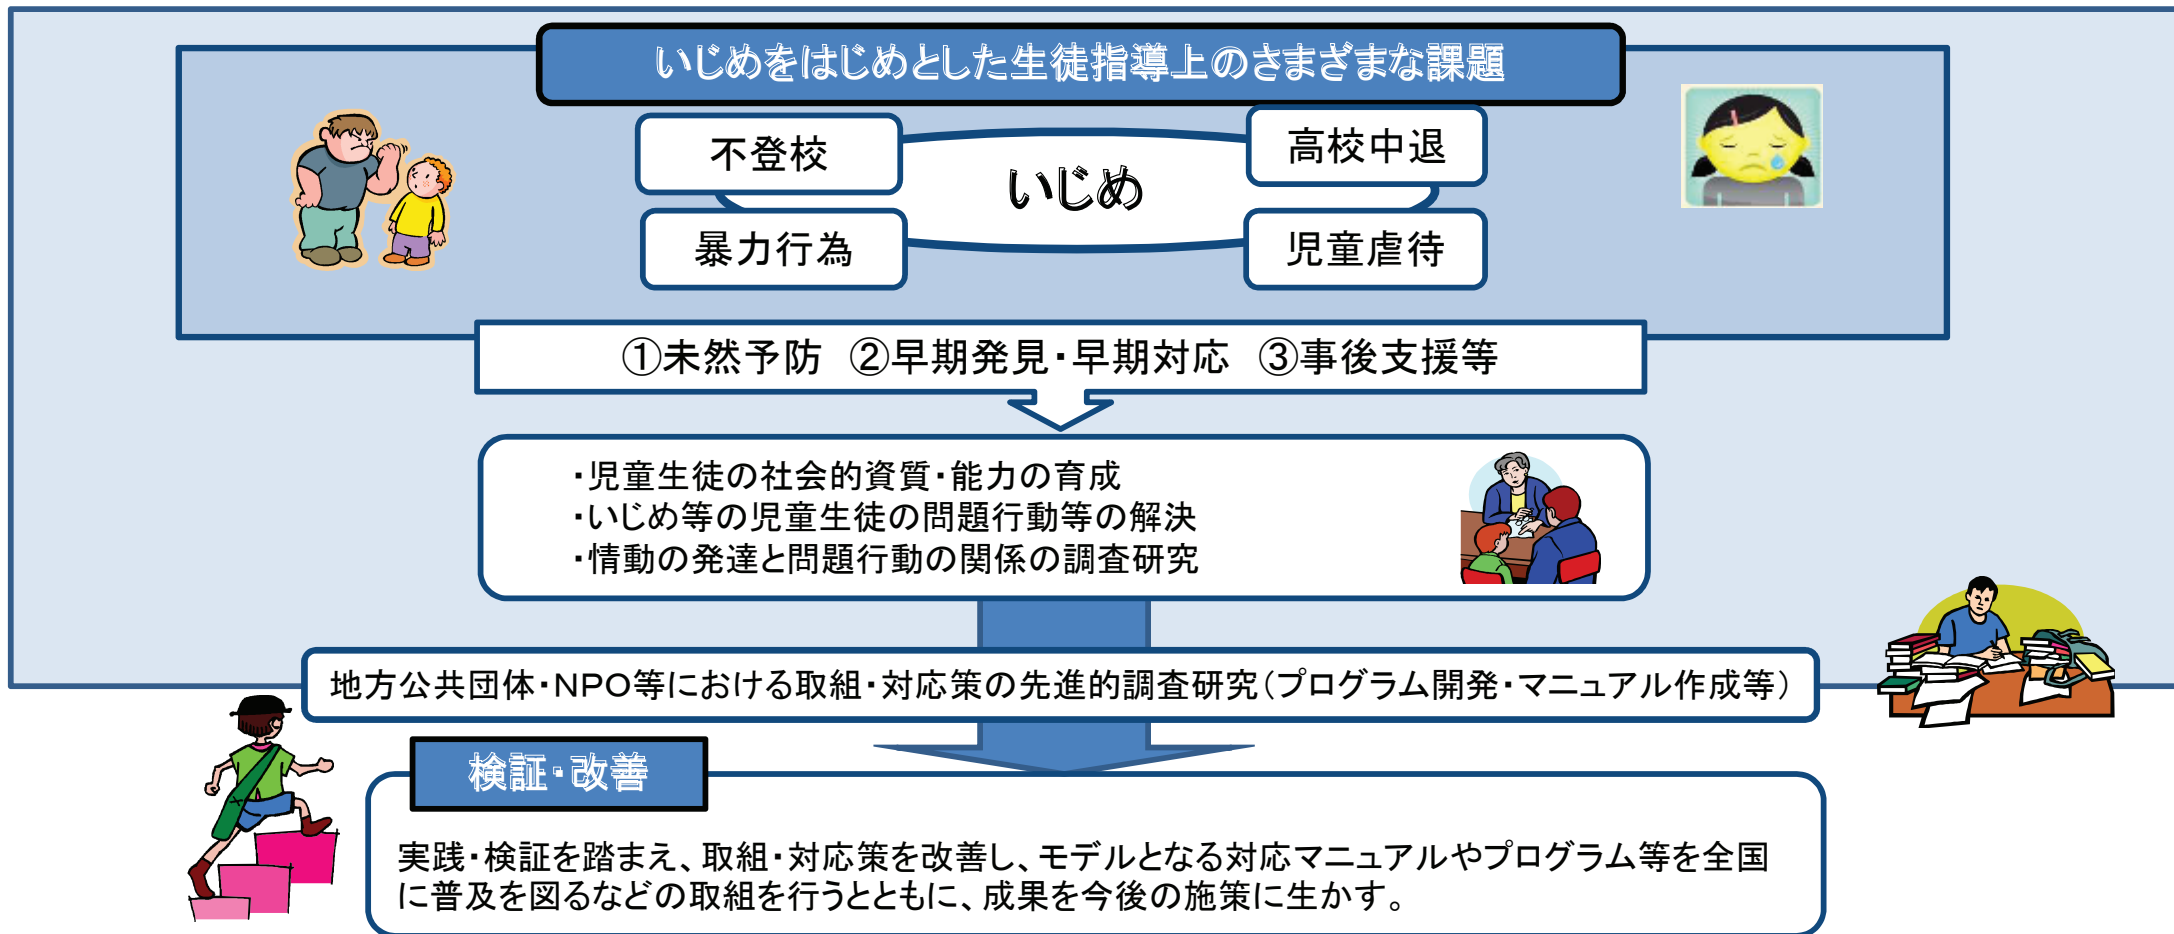 いじめをはじめとした生徒指導上のさまざまな課題
不登校
高校中退
いじめ
暴力行為
児童虐待
①未然予防　②早期発見・早期対応　③事後支援等
・児童生徒の社会的資質・能力の育成
・いじめ等の児童生徒の問題行動等の解決
・情動の発達と問題行動の関係の調査研究
地方公共団体・NPO等における取組・対応策の先進的調査研究（プログラム開発・マニュアル作成等）
検証・改善
実践・検証を踏まえ、取組・対応策を改善し、モデルとなる対応マニュアルやプログラム等を全国
に普及を図るなどの取組を行うとともに、成果を今後の施策に生かす。